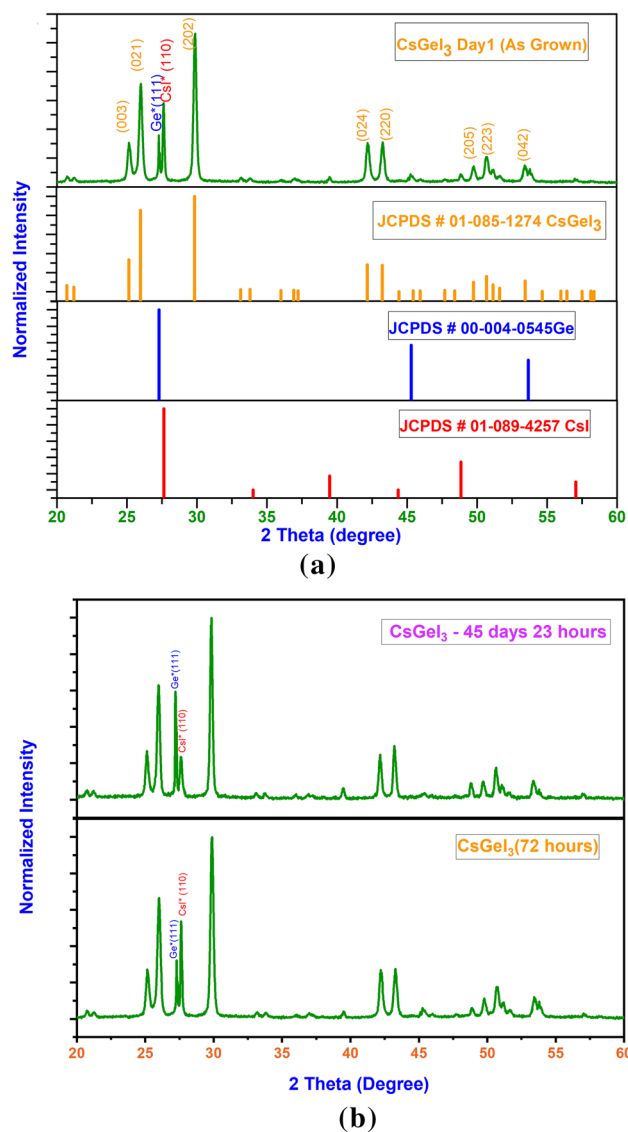 (a)
CsGeI₃ Day1 (As Grown)
(003)
(021)
Ge*(111)
CsI* (110)
(202)
(024)
(220)
(205)
(223)
(042)
JCPDS # 01-085-1274 CsGeI₃
JCPDS # 00-004-0545Ge
JCPDS # 01-089-4257 CsI
Normalized Intensity
20 25 30 35 40 45 50 55 60
2 Theta (degree)
(a)
CsGeI₃ - 45 days 23 hours
Ge*(111)
CsI* (110)
CsGeI₃(72 hours)
Ge*(111)
CsI* (110)
Normalized Intensity
20 25 30 35 40 45 50 55 60
2 Theta (Degree)
(b)